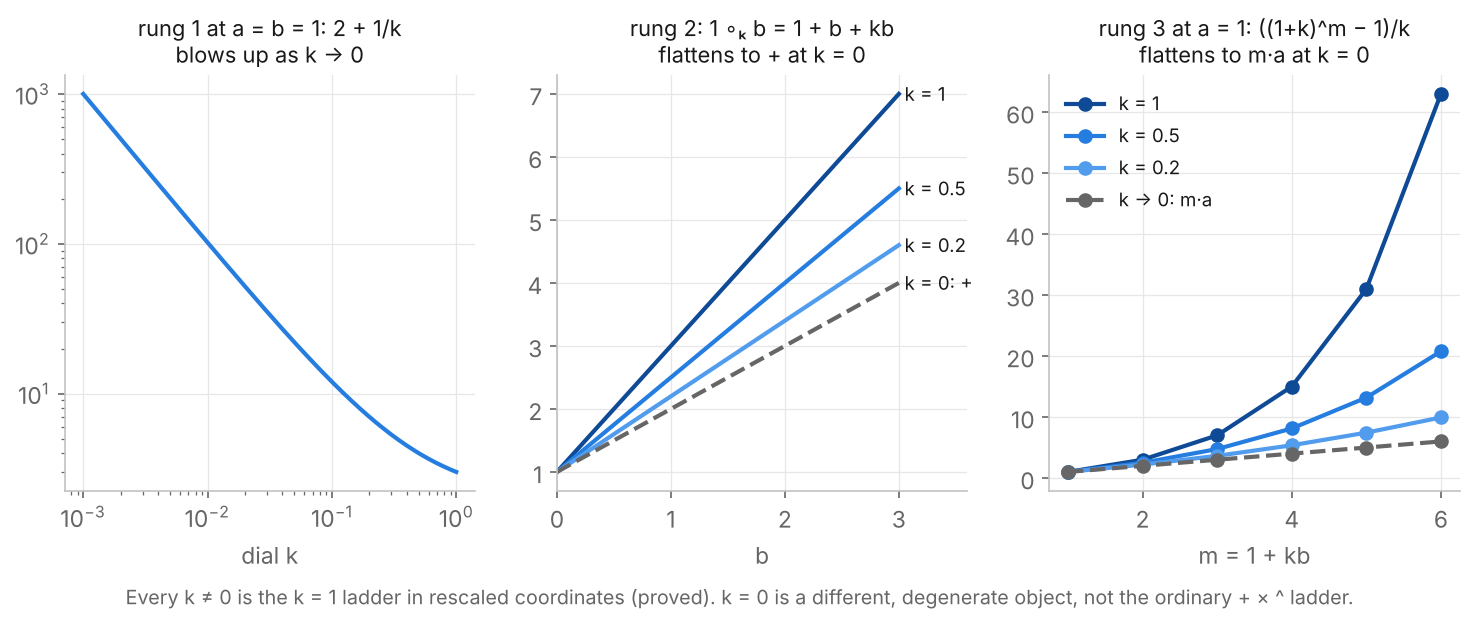 rung 1 at a = b = 1: 2 + 1/k
blows up as k → 0
10³
10²
10¹
10⁻³
10⁻²
10⁻¹
10⁰
dial k
rung 2: 1 ∘ₖ b = 1 + b + kb
flattens to + at k = 0
7
6
5
4
3
2
1
k = 1
k = 0.5
k = 0.2
k = 0: +
0
1
2
3
b
rung 3 at a = 1: ((1+k)^m − 1)/k
flattens to m·a at k = 0
k = 1
k = 0.5
k = 0.2
k → 0: m·a
60
50
40
30
20
10
0
2
4
6
m = 1 + kb
Every k ≠ 0 is the k = 1 ladder in rescaled coordinates (proved). k = 0 is a different, degenerate object, not the ordinary + × ^ ladder.